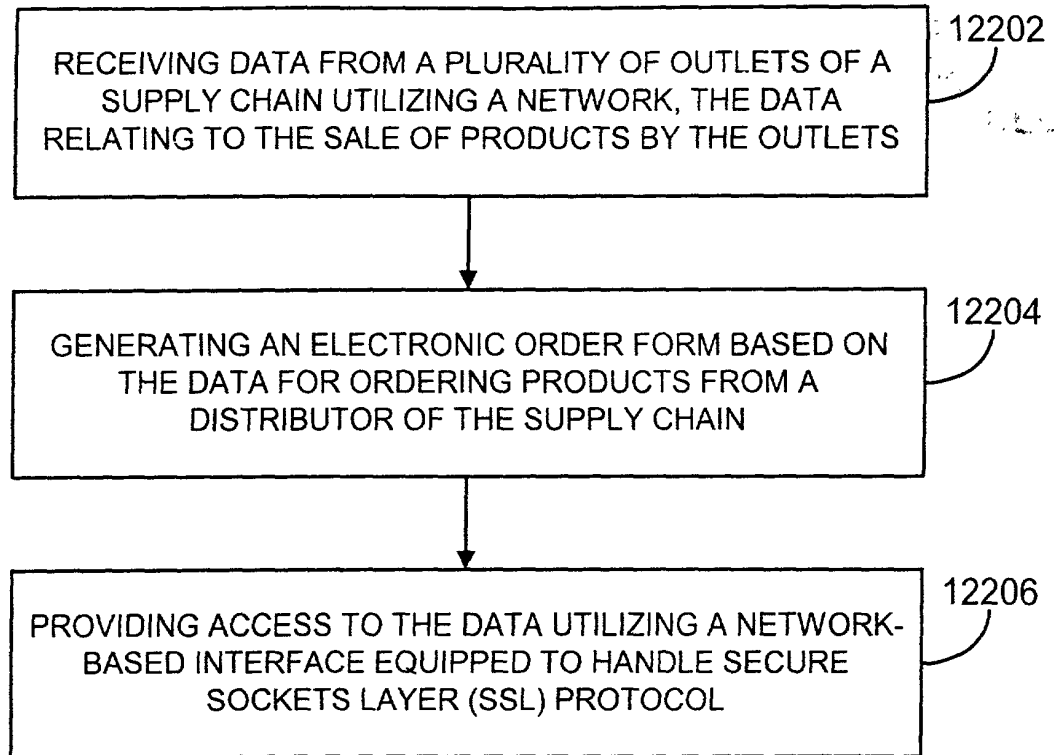 12202
RECEIVING DATA FROM A PLURALITY OF OUTLETS OF A
SUPPLY CHAIN UTILIZING A NETWORK, THE DATA
RELATING TO THE SALE OF PRODUCTS BY THE OUTLETS
12204
GENERATING AN ELECTRONIC ORDER FORM BASED ON
THE DATA FOR ORDERING PRODUCTS FROM A
DISTRIBUTOR OF THE SUPPLY CHAIN
12206
PROVIDING ACCESS TO THE DATA UTILIZING A NETWORK-
BASED INTERFACE EQUIPPED TO HANDLE SECURE
SOCKETS LAYER (SSL) PROTOCOL